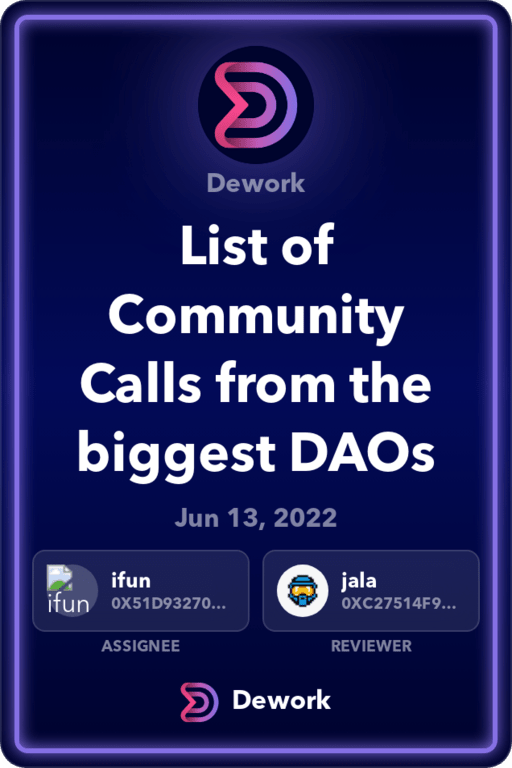 Dework
List of
Community
Calls from the
biggest DAOs
Jun 13, 2022
ifun
ifun
0X51D93270...
ASSIGNEE
jala
0XC27514F9...
REVIEWER
Dework